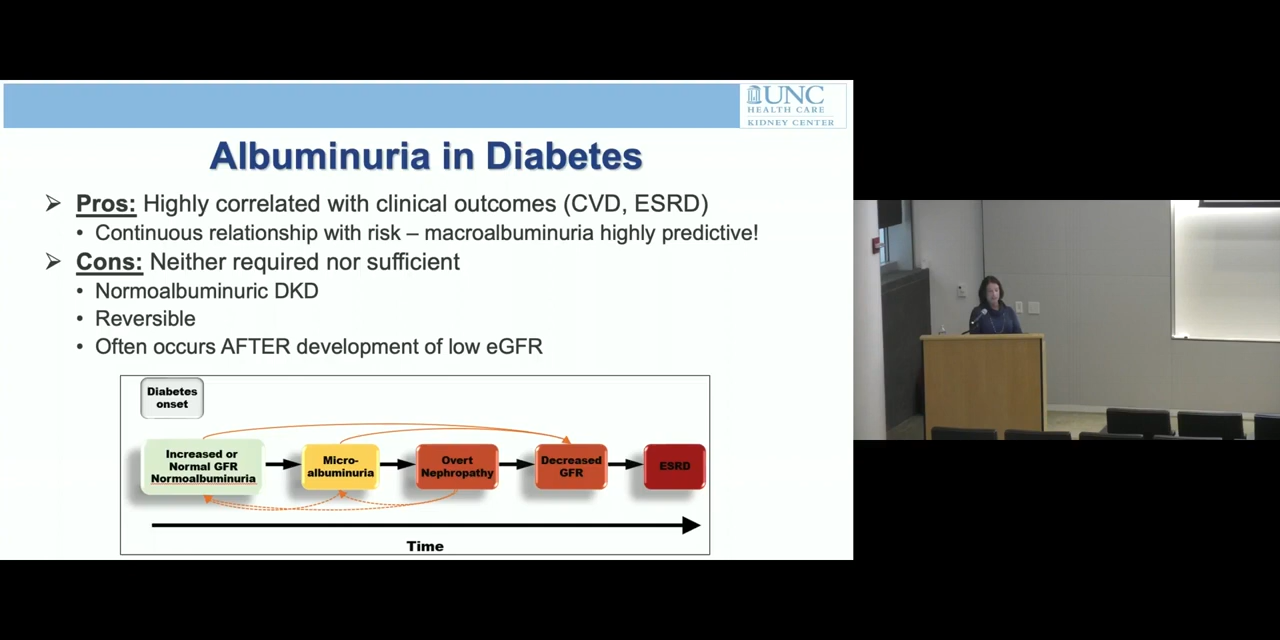 UNC
HEALTH CARE
KIDNEY CENTER
Albuminuria in Diabetes
Pros: Highly correlated with clinical outcomes (CVD, ESRD)
• Continuous relationship with risk – macroalbuminuria highly predictive!
Cons: Neither required nor sufficient
• Normoalbuminuric DKD
• Reversible
• Often occurs AFTER development of low eGFR
Diabetes
onset
Increased or
Normal GFR
Normoalbuminuria
Micro-
albuminuria
Overt
Nephropathy
Decreased
GFR
ESRD
Time